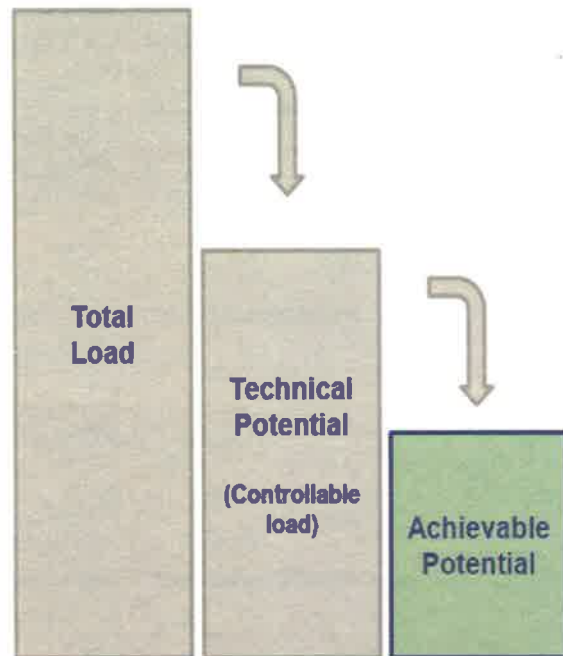 Total
Load
Technical
Potential
(Controllable
load)
Achievable
Potential